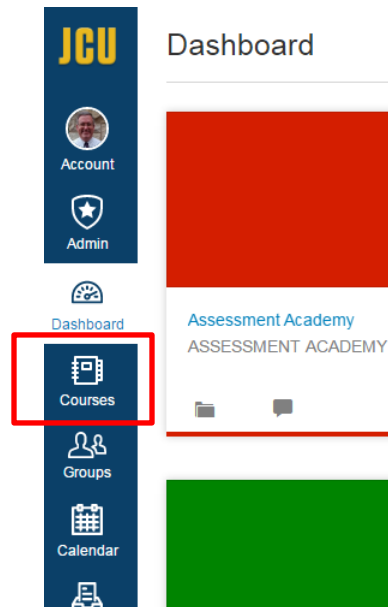 JCU
Dashboard
Account
Admin
Dashboard
Assessment Academy
ASSESSMENT ACADEMY
Courses
Groups
Calendar